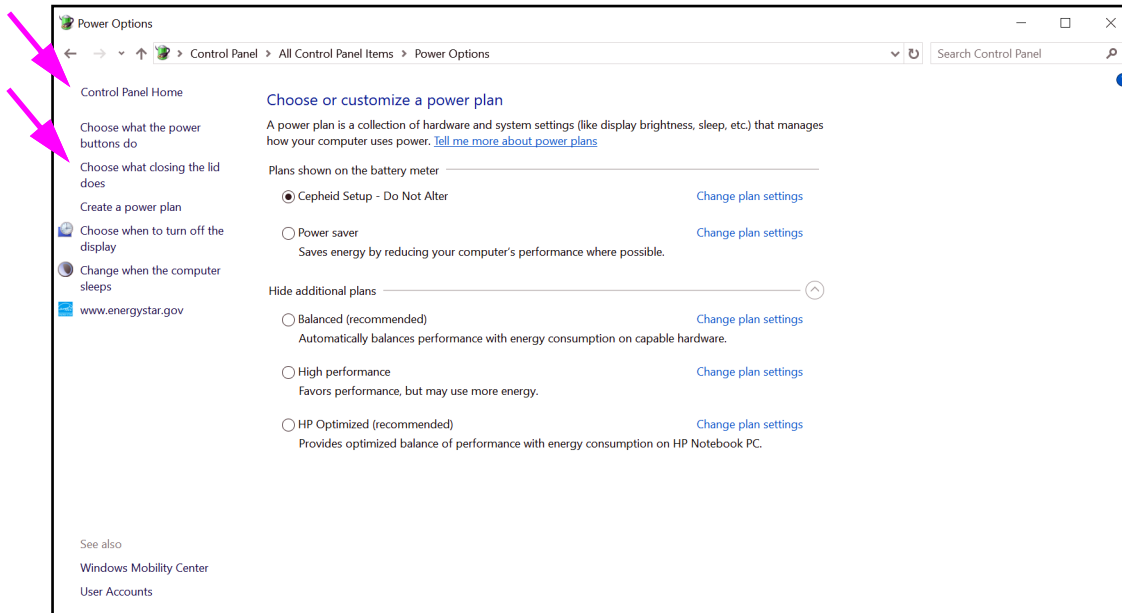 Power Options
Control Panel > All Control Panel Items > Power Options
Search Control Panel
Control Panel Home
Choose what the power
buttons do
Choose what closing the lid
does
Create a power plan
Choose when to turn off the
display
Change when the computer
sleeps
www.energystar.gov
Choose or customize a power plan
A power plan is a collection of hardware and system settings (like display brightness, sleep, etc.) that manages
how your computer uses power. Tell me more about power plans
Plans shown on the battery meter
Cepheid Setup - Do Not Alter Change plan settings
Power saver Change plan settings
Saves energy by reducing your computer's performance where possible.
Hide additional plans
Balanced (recommended) Change plan settings
Automatically balances performance with energy consumption on capable hardware.
High performance Change plan settings
Favors performance, but may use more energy.
HP Optimized (recommended) Change plan settings
Provides optimized balance of performance with energy consumption on HP Notebook PC.
See also
Windows Mobility Center
User Accounts